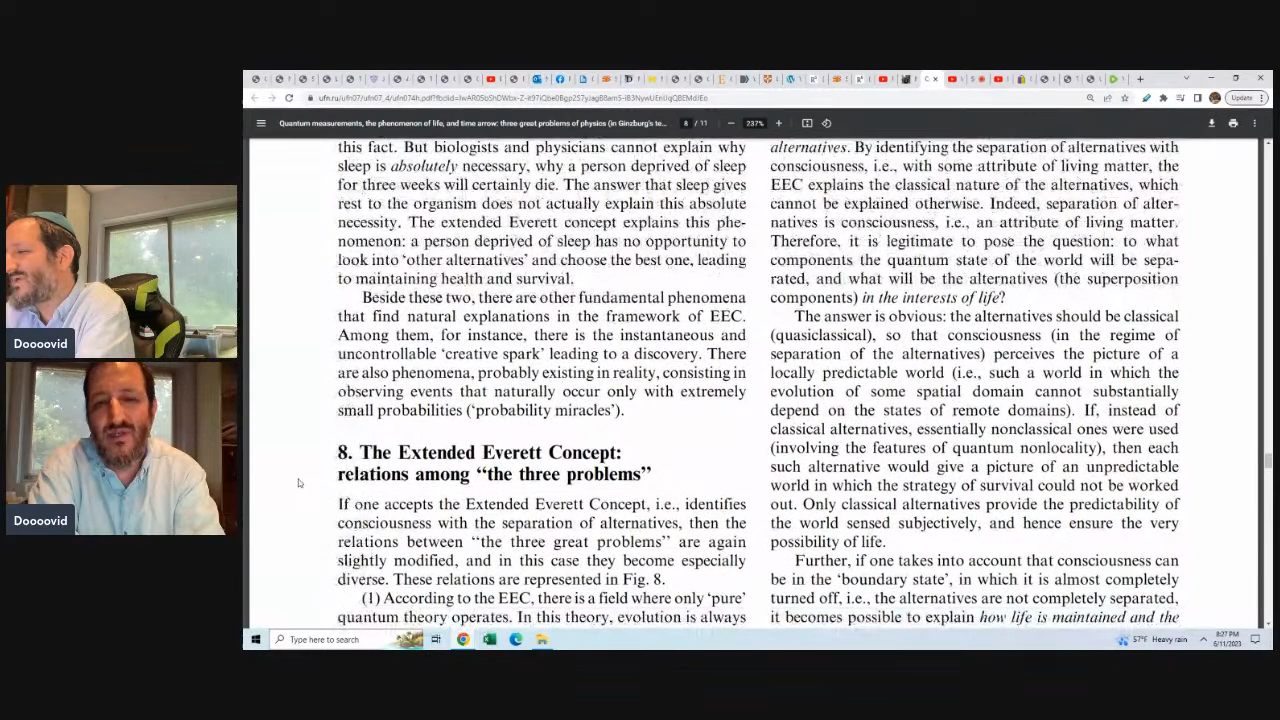 ufn.ru/ufn07/ufn07_4/ufn074h.pdf?fbclid=
Update
Quantum measurements, the phenomenon of life, and time arrow: three great problems of physics (in Ginzburg's te...
8 / 11
237%
this fact. But biologists and physicians cannot explain why
sleep is absolutely necessary, why a person deprived of sleep
for three weeks will certainly die. The answer that sleep gives
rest to the organism does not actually explain this absolute
necessity. The extended Everett concept explains this phe-
nomenon: a person deprived of sleep has no opportunity to
look into ‘other alternatives’ and choose the best one, leading
to maintaining health and survival.
Beside these two, there are other fundamental phenomena
that find natural explanations in the framework of EEC.
Among them, for instance, there is the instantaneous and
uncontrollable ‘creative spark’ leading to a discovery. There
are also phenomena, probably existing in reality, consisting in
observing events that naturally occur only with extremely
small probabilities (‘probability miracles’).
8. The Extended Everett Concept:
relations among “the three problems”
If one accepts the Extended Everett Concept, i.e., identifies
consciousness with the separation of alternatives, then the
relations between “the three great problems” are again
slightly modified, and in this case they become especially
diverse. These relations are represented in Fig. 8.
(1) According to the EEC, there is a field where only ‘pure’
quantum theory operates. In this theory, evolution is always
alternatives. By identifying the separation of alternatives with
consciousness, i.e., with some attribute of living matter, the
EEC explains the classical nature of the alternatives, which
cannot be explained otherwise. Indeed, separation of alter-
natives is consciousness, i.e., an attribute of living matter.
Therefore, it is legitimate to pose the question: to what
components the quantum state of the world will be sepa-
rated, and what will be the alternatives (the superposition
components) in the interests of life?
The answer is obvious: the alternatives should be classical
(quasiclassical), so that consciousness (in the regime of
separation of the alternatives) perceives the picture of a
locally predictable world (i.e., such a world in which the
evolution of some spatial domain cannot substantially
depend on the states of remote domains). If, instead of
classical alternatives, essentially nonclassical ones were used
(involving the features of quantum nonlocality), then each
such alternative would give a picture of an unpredictable
world in which the strategy of survival could not be worked
out. Only classical alternatives provide the predictability of
the world sensed subjectively, and hence ensure the very
possibility of life.
Further, if one takes into account that consciousness can
be in the ‘boundary state’, in which it is almost completely
turned off, i.e., the alternatives are not completely separated,
it becomes possible to explain how life is maintained and the
Doooovid
Doooovid
Type here to search
57°F Heavy rain
8:27 PM
6/11/2023